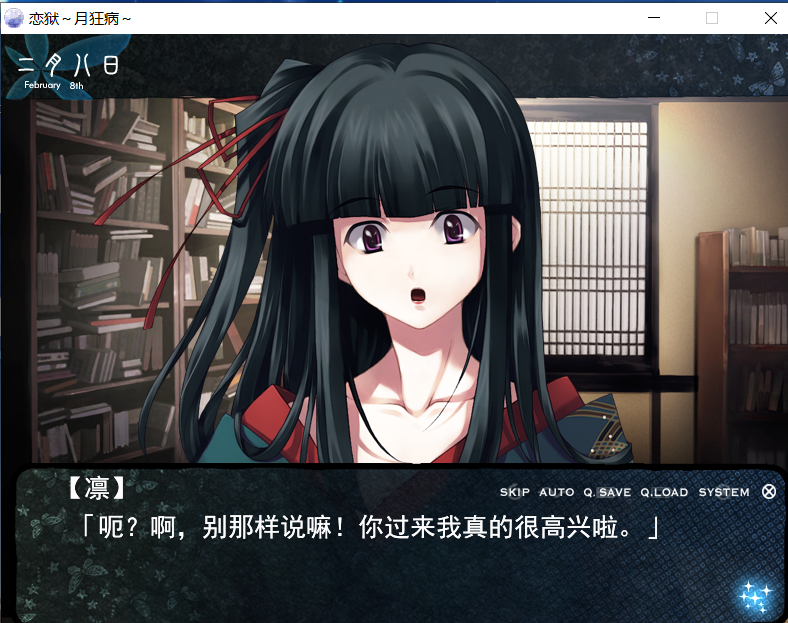 恋狱～月狂病～
二月八日
February 8th
【凛】
SKIP AUTO Q.SAVE Q.LOAD SYSTEM
「呃？啊，别那样说嘛！你过来我真的很高兴啦。」